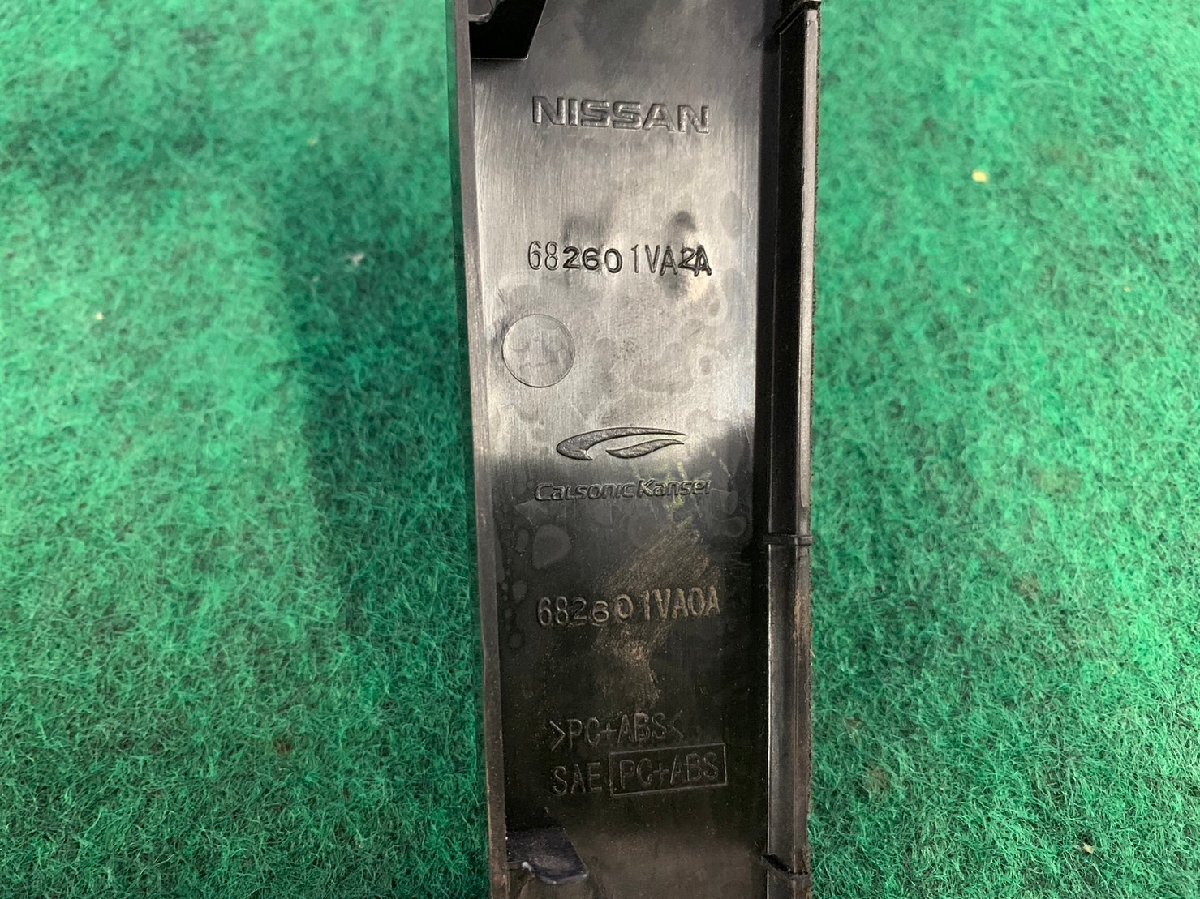 NISSAN
682601VA2A
CalsonicKansei
682601VA0A
>PC+ABS<
SAE PC+ABS